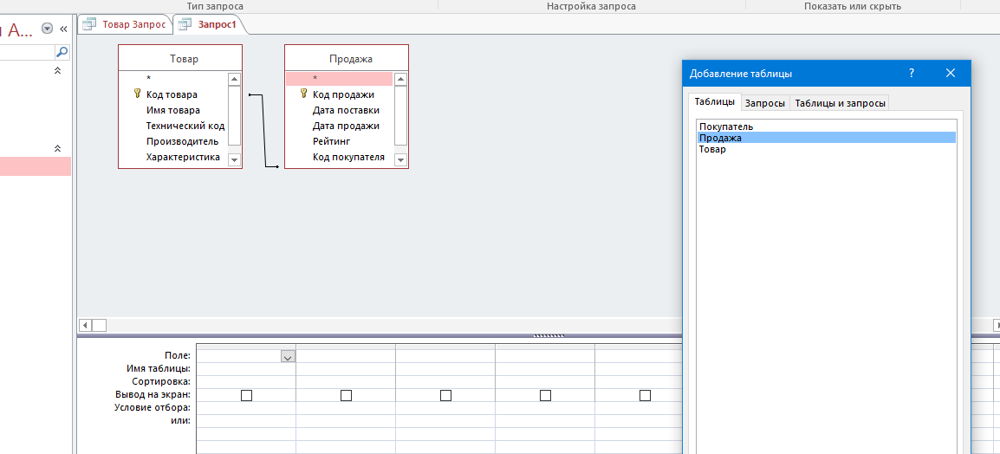 Тип запроса
Настройка запроса
Показать или скрыть
А... «
Товар Запрос
Запрос1
Товар
*
Код товара
Имя товара
Технический код
Производитель
Характеристика
Продажа
*
Код продажи
Дата поставки
Дата продажи
Рейтинг
Код покупателя
Добавление таблицы ?
Таблицы
Запросы
Таблицы и запросы
Покупатель
Продажа
Товар
Поле:
Имя таблицы:
Сортировка:
Вывод на экран:
Условие отбора:
или: